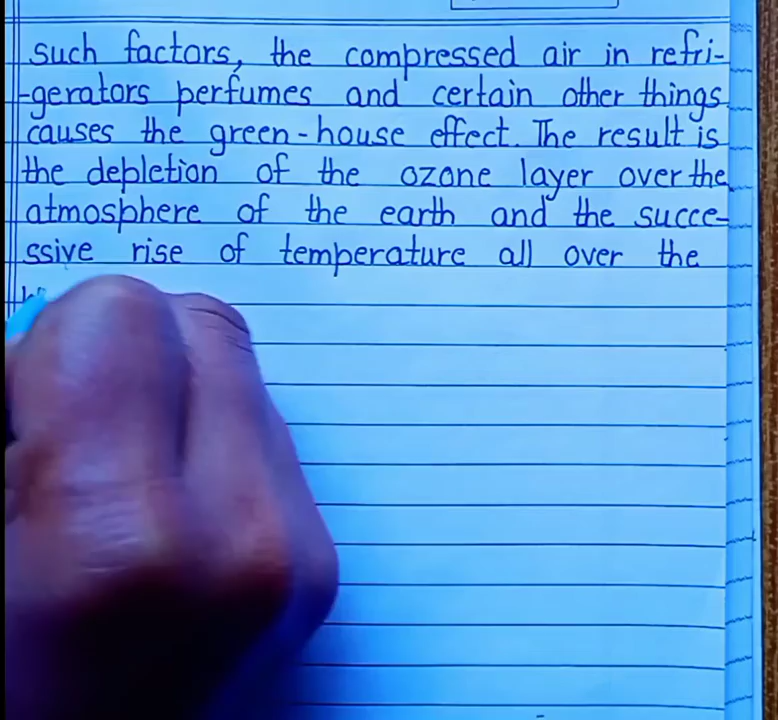 such factors, the compressed air in refri-
-gerators perfumes and certain other things
causes the green-house effect. The result is
the depletion of the ozone layer over the
atmosphere of the earth and the succe-
ssive rise of temperature all over the